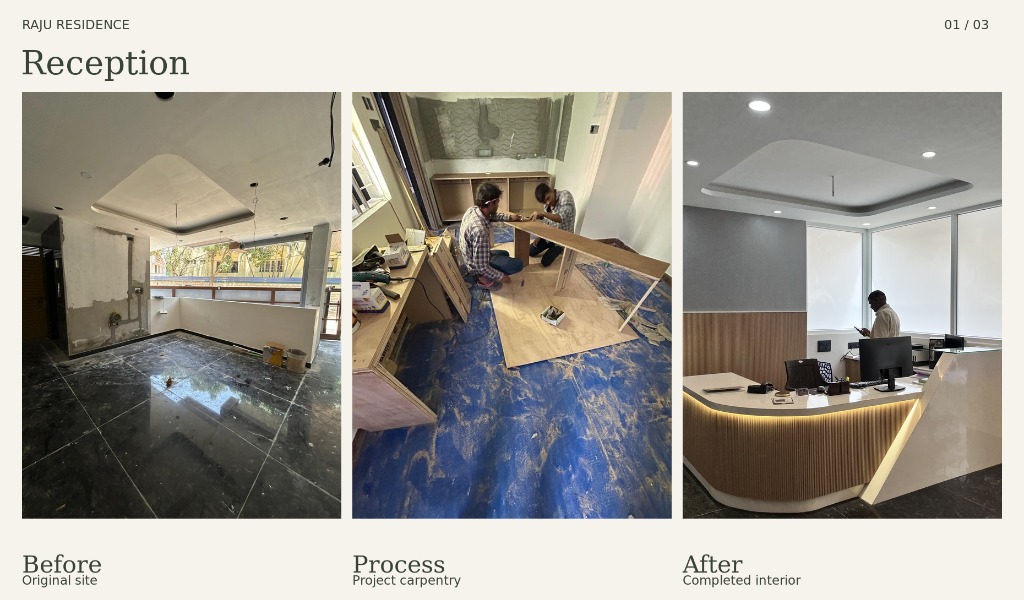 RAJU RESIDENCE
01 / 03
Reception
Before
Original site
Process
Project carpentry
After
Completed interior